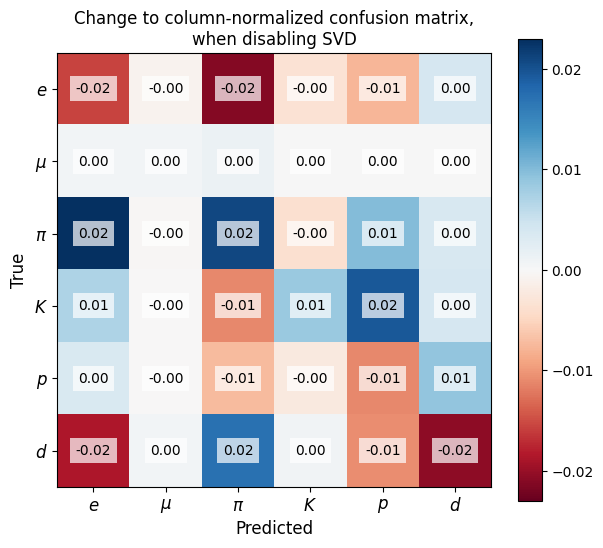 Change to column-normalized confusion matrix,
when disabling SVD
e -0.02 -0.00 -0.02 -0.00 -0.01 0.00
μ 0.00 0.00 0.00 0.00 0.00 0.00
π 0.02 -0.00 0.02 -0.00 0.01 0.00
K 0.01 -0.00 -0.01 0.01 0.02 0.00
p 0.00 -0.00 -0.01 -0.00 -0.01 0.01
d -0.02 0.00 0.02 0.00 -0.01 -0.02
e μ π K p d
Predicted
True
0.02
0.01
0.00
−0.01
−0.02